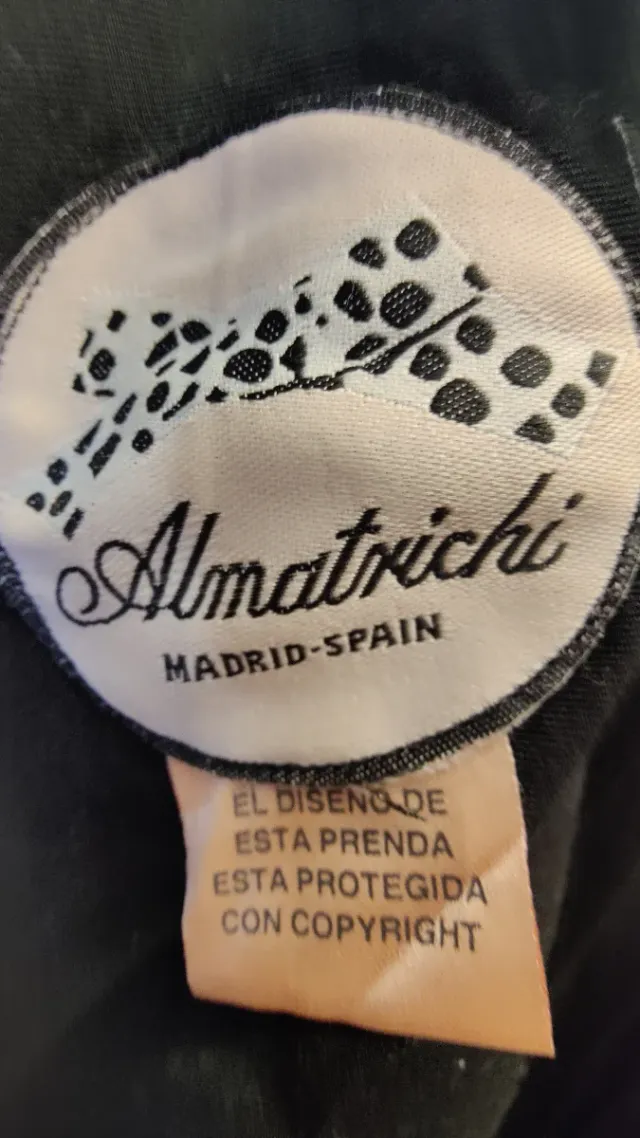 Almatrichi
MADRID-SPAIN
EL DISEÑO DE
ESTA PRENDA
ESTA PROTEGIDA
CON COPYRIGHT